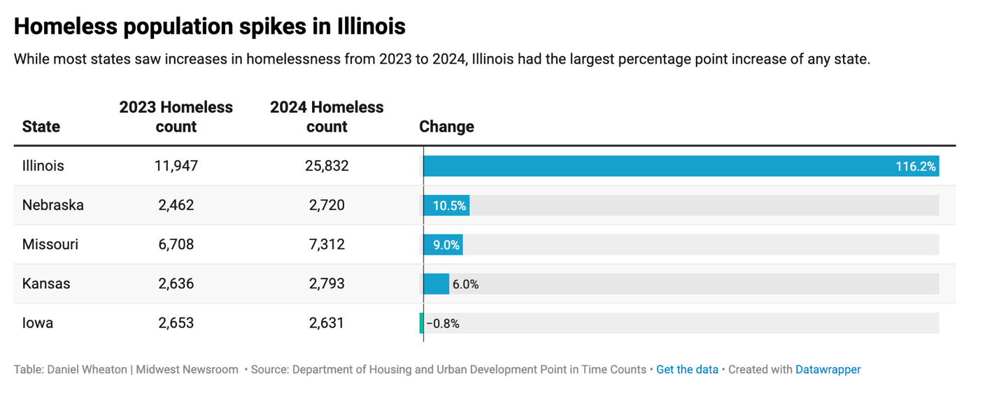 Homeless population spikes in Illinois
While most states saw increases in homelessness from 2023 to 2024, Illinois had the largest percentage point increase of any state.
State 2023 Homeless count 2024 Homeless count Change
Illinois 11,947 25,832 116.2%
Nebraska 2,462 2,720 10.5%
Missouri 6,708 7,312 9.0%
Kansas 2,636 2,793 6.0%
Iowa 2,653 2,631 −0.8%
Table: Daniel Wheaton | Midwest Newsroom • Source: Department of Housing and Urban Development Point in Time Counts • Get the data • Created with Datawrapper